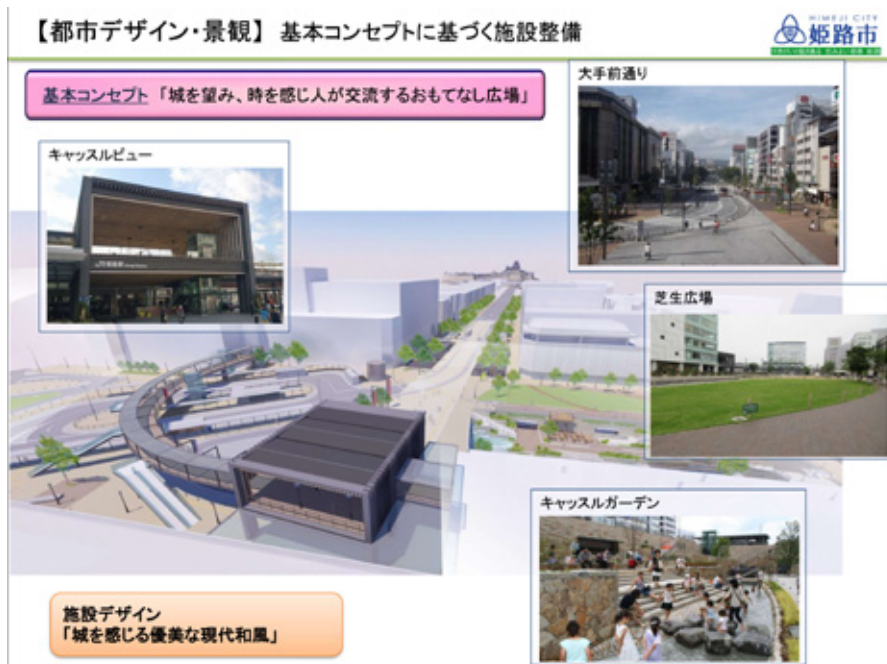 【都市デザイン・景観】 基本コンセプトに基づく施設整備
HIMEJI CITY
姫路市
基本コンセプト 「城を望み、時を感じ人が交流するおもてなし広場」
大手前通り
キャッスルビュー
芝生広場
キャッスルガーデン
施設デザイン
「城を感じる優美な現代和風」